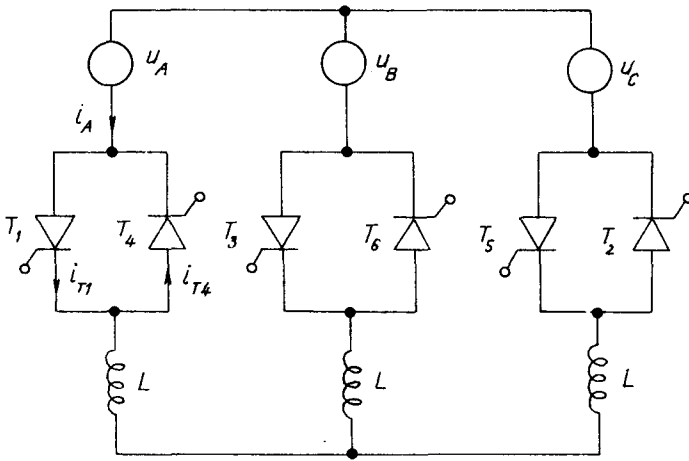 u_A
u_B
u_C
i_A
T_1
T_4
T_3
T_6
T_5
T_2
i_T1
i_T4
L
L
L